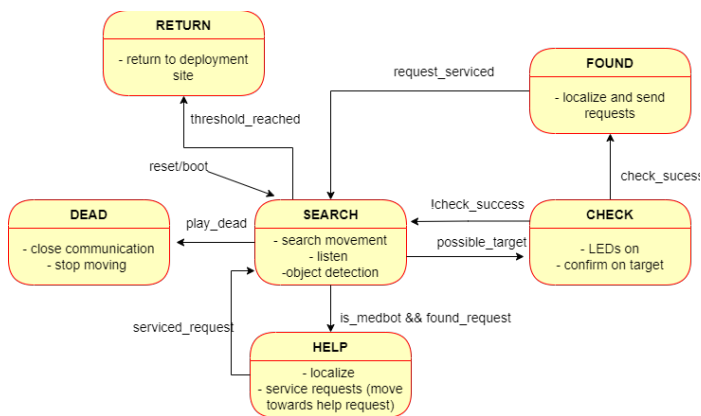 RETURN
- return to deployment
site
request_serviced
FOUND
- localize and send
requests
threshold_reached
reset/boot
check_sucess
DEAD
- close communication
- stop moving
play_dead
SEARCH
- search movement
- listen
-object detection
!check_success
possible_target
CHECK
- LEDs on
- confirm on target
serviced_request
is_medbot && found_request
HELP
- localize
- service requests (move
towards help request)